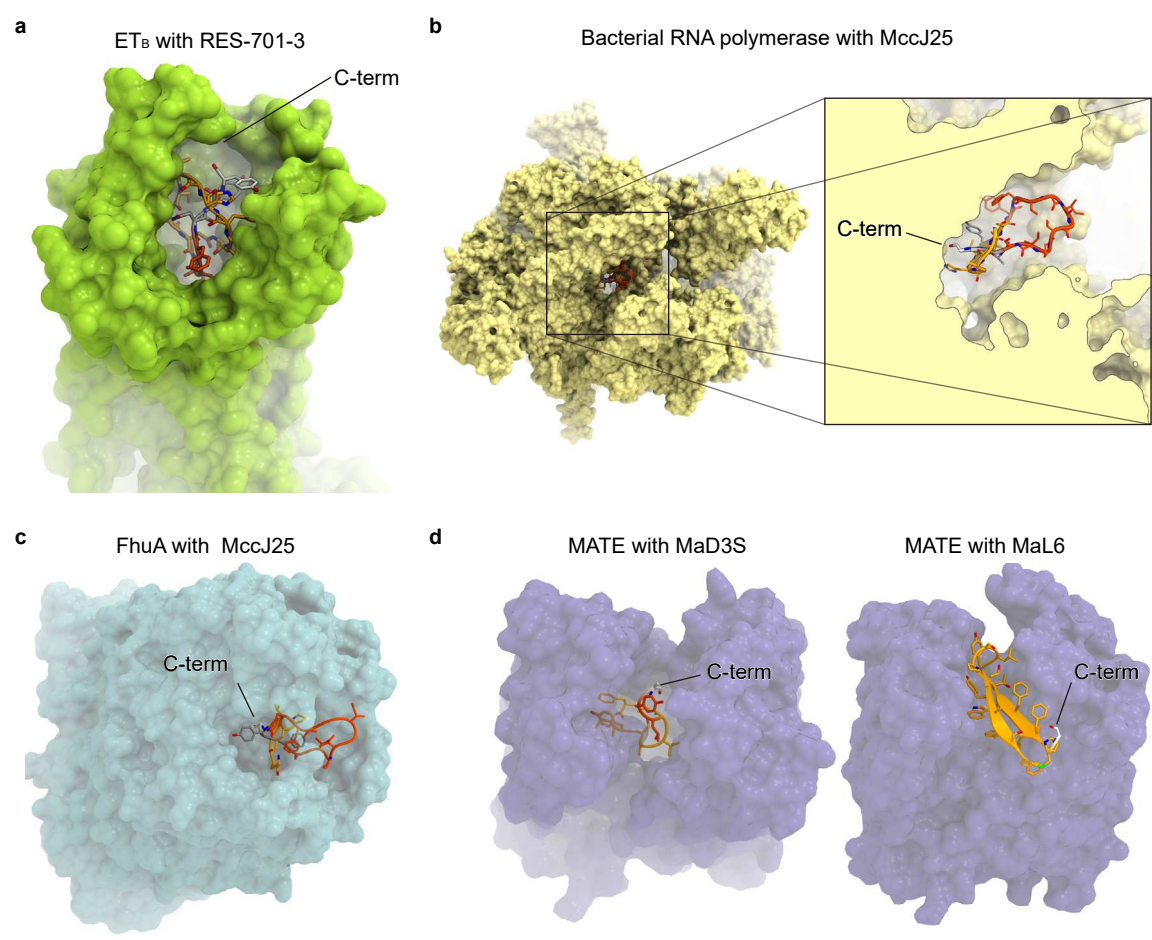 a
ETB with RES-701-3
C-term
b
Bacterial RNA polymerase with MccJ25
C-term
c
FhuA with MccJ25
C-term
d
MATE with MaD3S
C-term
MATE with MaL6
C-term